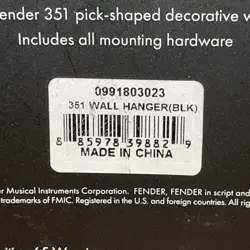 ender 351 pick-shaped decorative w
Includes all mounting hardware
0991803023
351 WALL HANGER(BLK)
8 85978 39882 9
MADE IN CHINA
r Musical Instruments Corporation. FENDER, FENDER in script and
trademarks of FMIC. Registered in the U.S. and foreign countries. All rig